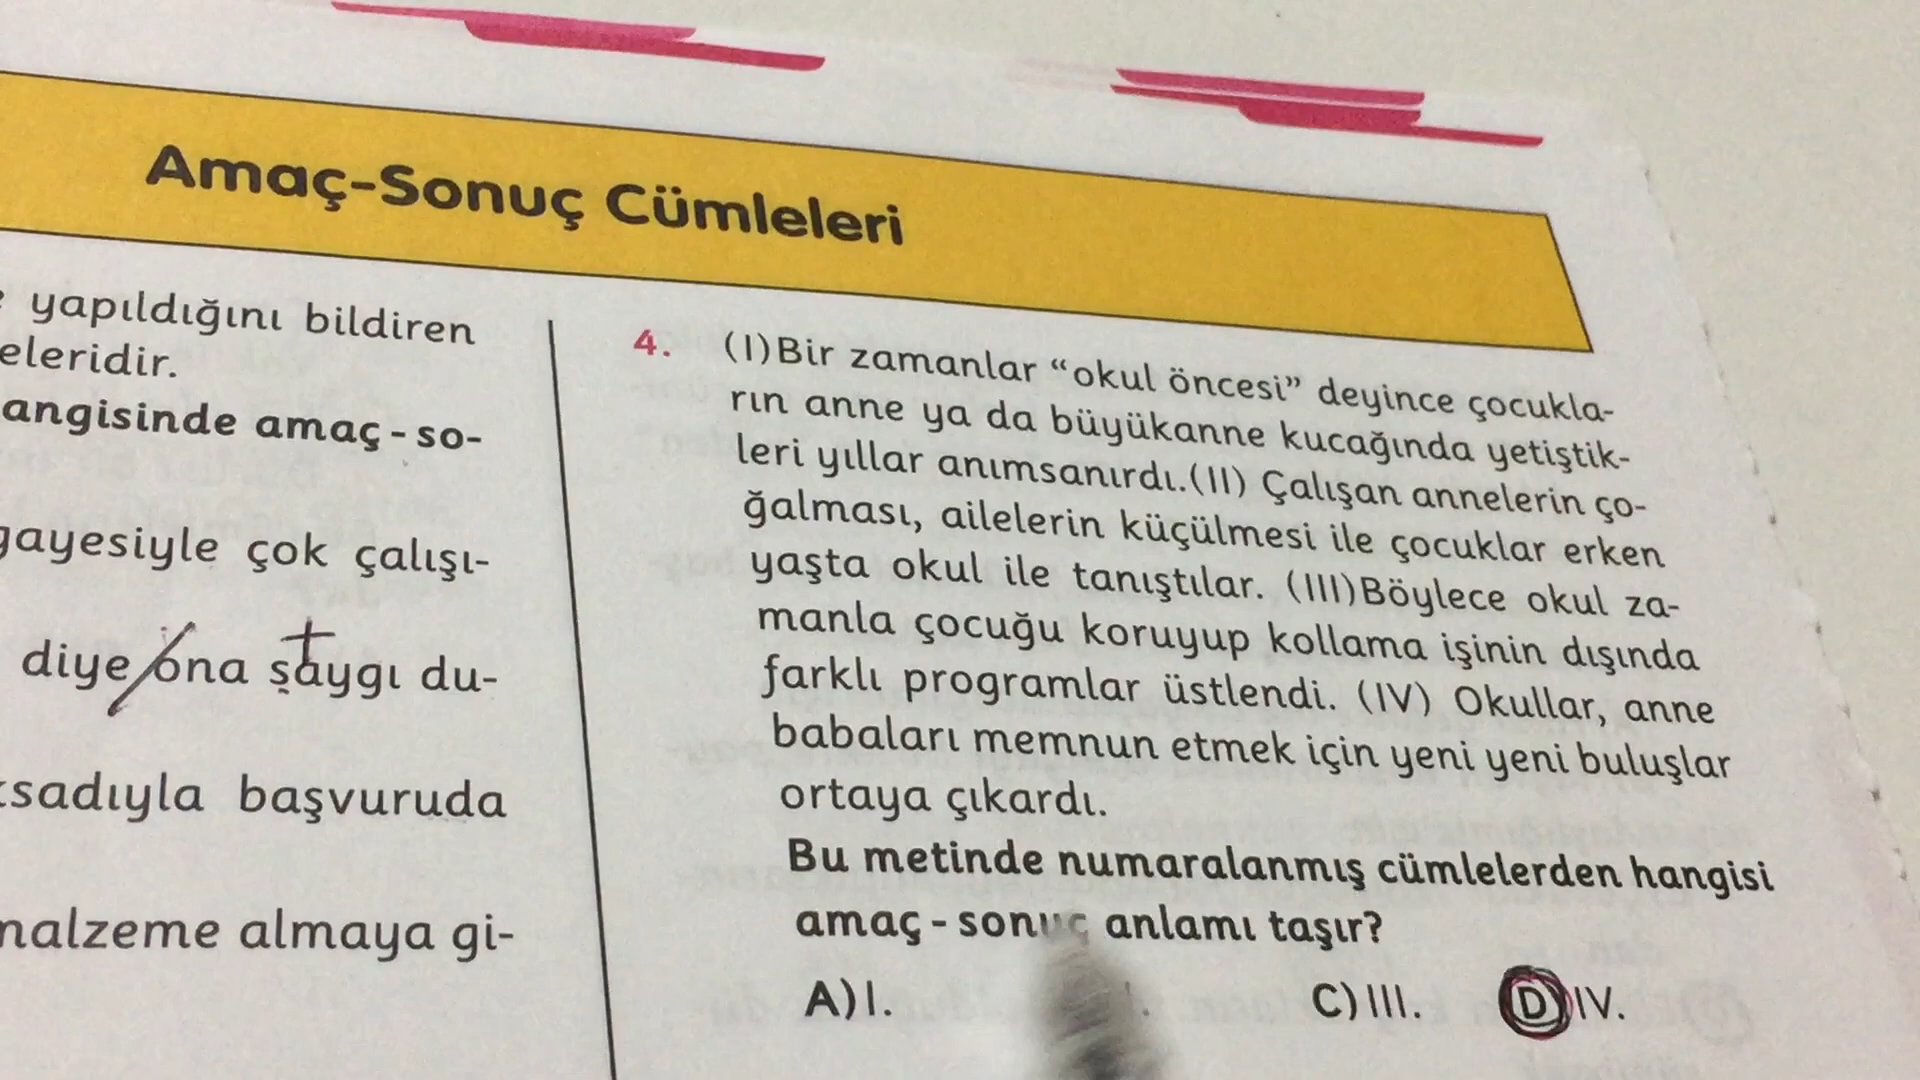 Amaç-Sonuç Cümleleri
yapıldığını bildiren
eleridir.
angisinde amaç - so-
gayesiyle çok çalışı-
diye ona saygı du-
sadıyla başvuruda
malzeme almaya gi-
4. (I)Bir zamanlar “okul öncesi” deyince çocukla-
rın anne ya da büyükanne kucağında yetiştik-
leri yıllar anımsanırdı.(II) Çalışan annelerin ço-
ğalması, ailelerin küçülmesi ile çocuklar erken
yaşta okul ile tanıştılar. (III)Böylece okul za-
manla çocuğu koruyup kollama işinin dışında
farklı programlar üstlendi. (IV) Okullar, anne
babaları memnun etmek için yeni yeni buluşlar
ortaya çıkardı.
Bu metinde numaralanmış cümlelerden hangisi
amaç - sonuç anlamı taşır?
A) I. C) III. D) IV.